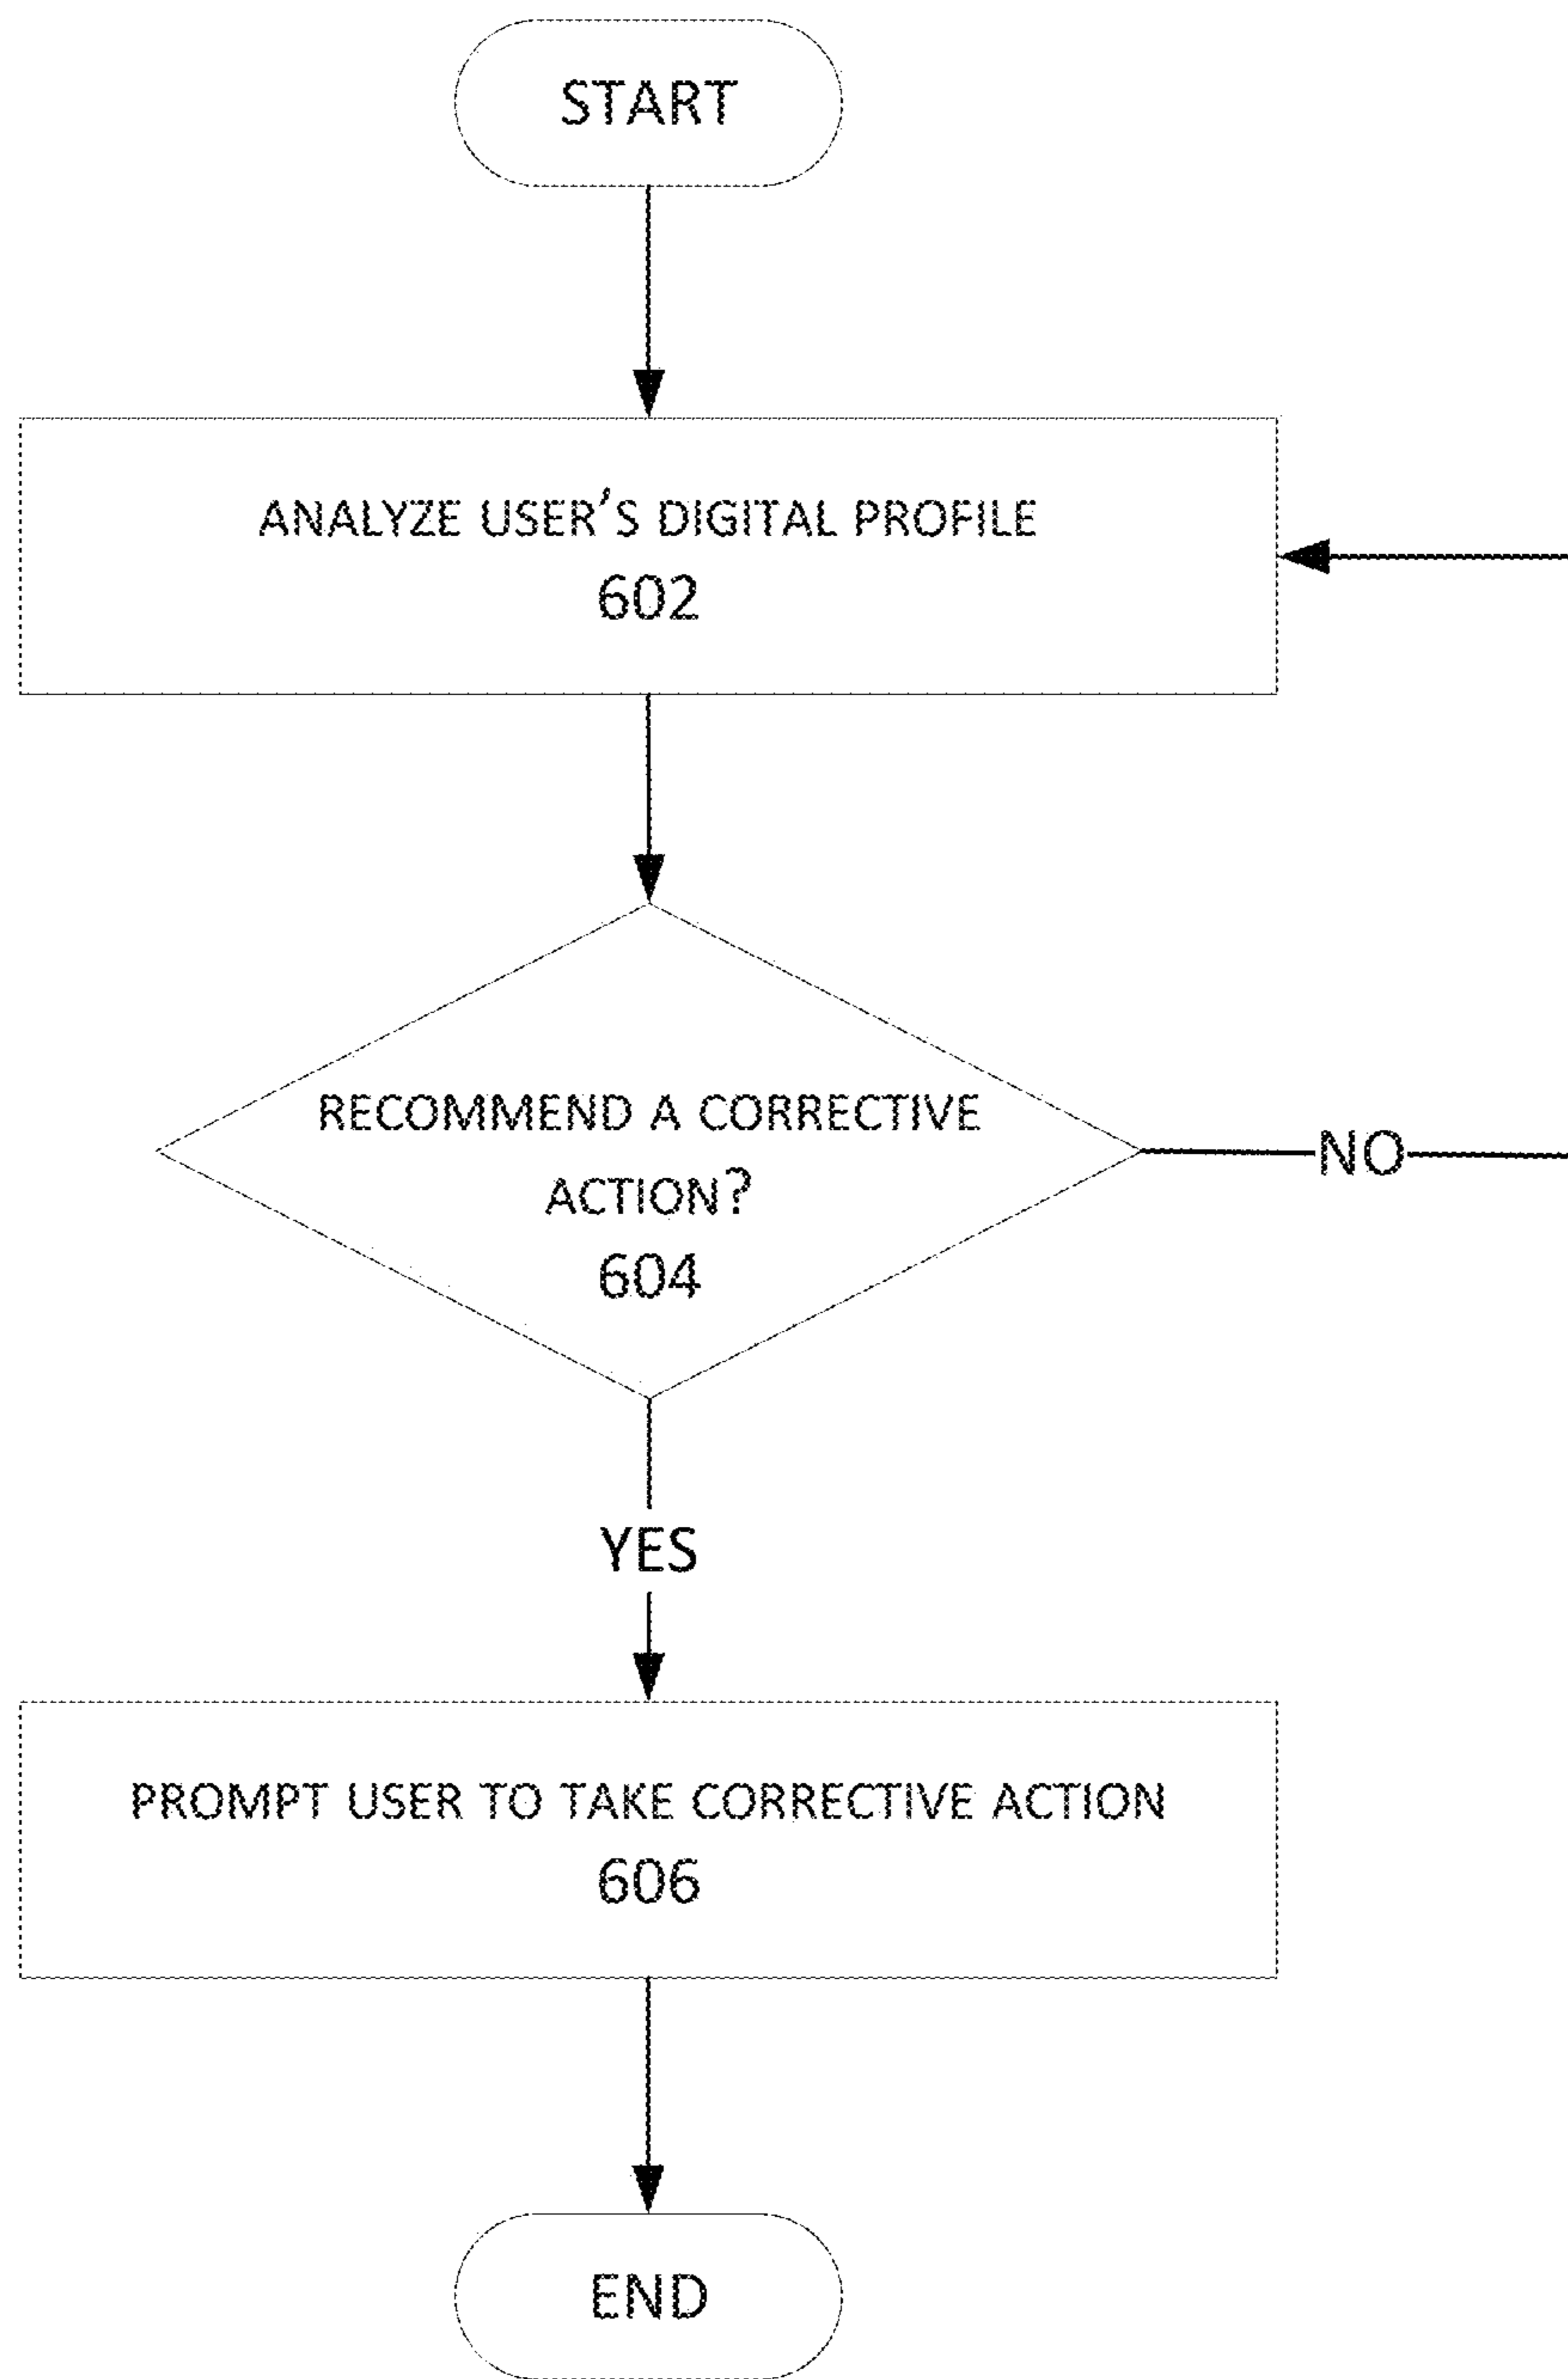 START
ANALYZE USER'S DIGITAL PROFILE
602
RECOMMEND A CORRECTIVE
ACTION?
604
NO
YES
PROMPT USER TO TAKE CORRECTIVE ACTION
606
END